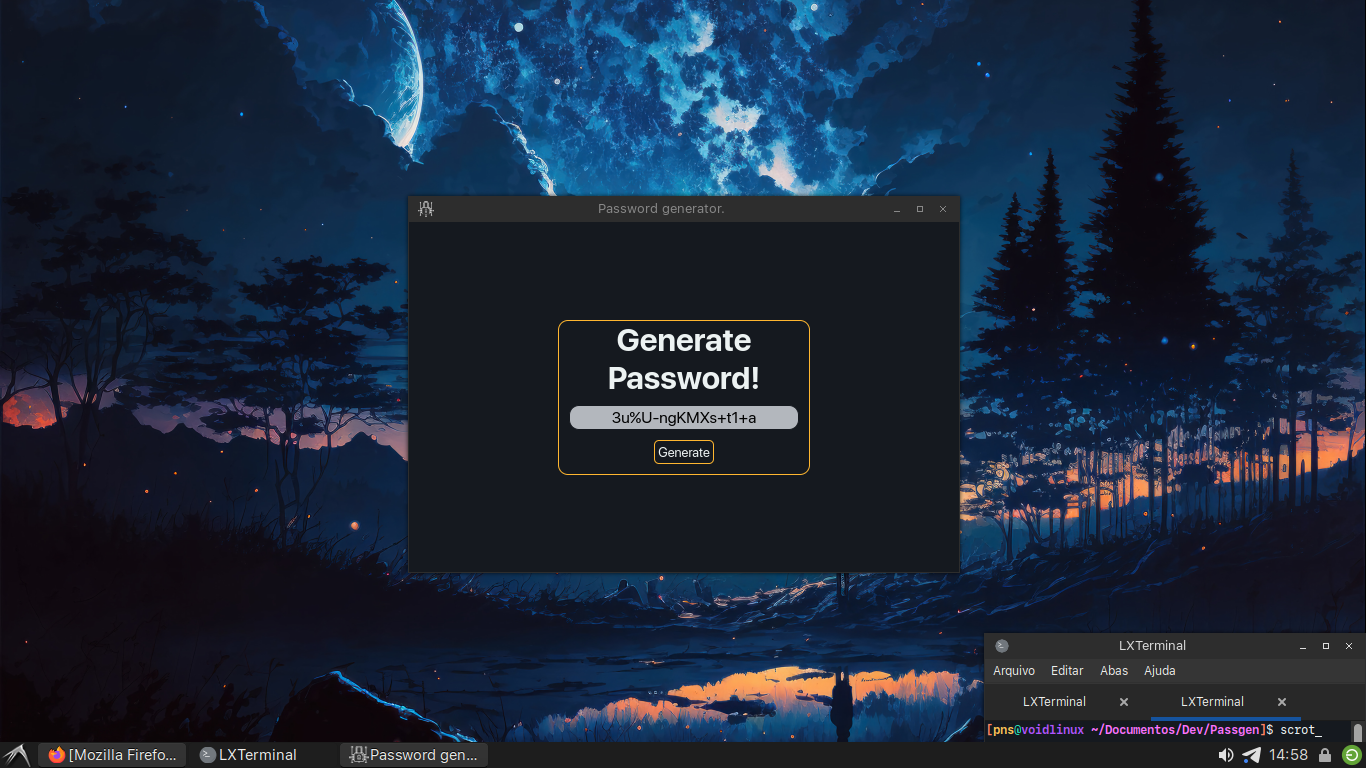 Password generator.
Generate
Password!
3u%U-ngKMXs+t1+a
Generate
LXTerminal
Arquivo Editar Abas Ajuda
LXTerminal LXTerminal
[pns@voidlinux ~/Documentos/Dev/Passgen]$ scrot_
[Mozilla Firefo... LXTerminal Password gen... 14:58